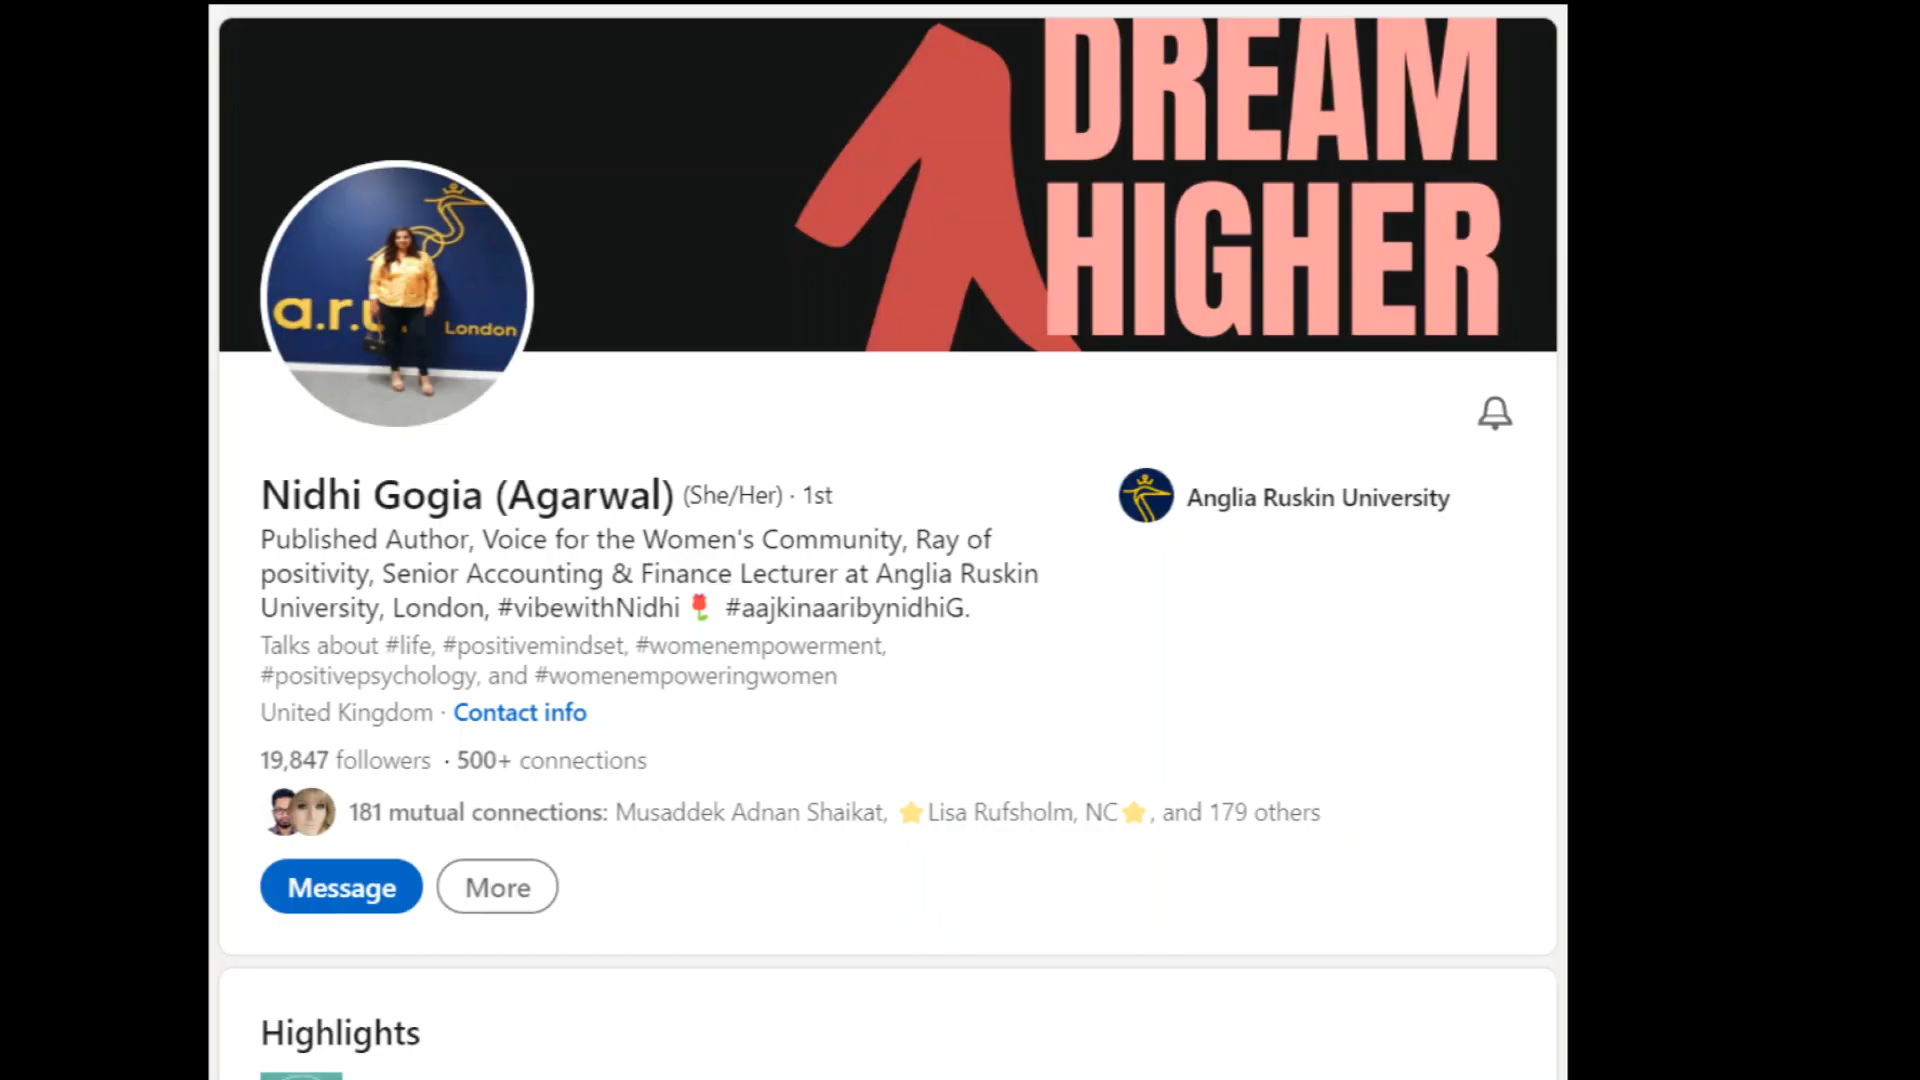 DREAM
HIGHER
a.r.u.
London
Nidhi Gogia (Agarwal) (She/Her) · 1st
Anglia Ruskin University
Published Author, Voice for the Women's Community, Ray of
positivity, Senior Accounting & Finance Lecturer at Anglia Ruskin
University, London, #vibewithNidhi🌷 #aajkinaaribynidhiG.
Talks about #life, #positivemindset, #womenempowerment,
#positivepsychology, and #womenempoweringwomen
United Kingdom · Contact info
19,847 followers · 500+ connections
181 mutual connections: Musaddek Adnan Shaikat, ⭐Lisa Rufsholm, NC⭐, and 179 others
Message
More
Highlights